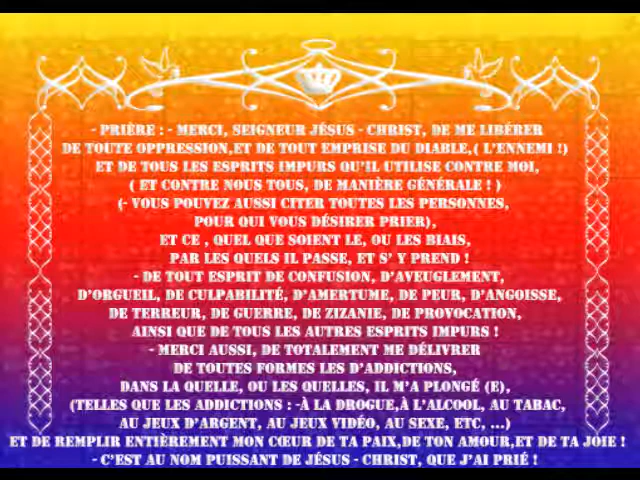 - PRIÈRE : - MERCI, SEIGNEUR JÉSUS - CHRIST, DE ME LIBÉRER
DE TOUTE OPPRESSION,ET DE TOUT EMPRISE DU DIABLE,( L'ENNEMI !)
ET DE TOUS LES ESPRITS IMPURS QU'IL UTILISE CONTRE MOI,
( ET CONTRE NOUS TOUS, DE MANIÈRE GÉNÉRALE ! )
(- VOUS POUVEZ AUSSI CITER TOUTES LES PERSONNES,
POUR QUI VOUS DÉSIRER PRIER),
ET CE , QUEL QUE SOIENT LE, OU LES BIAIS,
PAR LES QUELS IL PASSE, ET S' Y PREND !
- DE TOUT ESPRIT DE CONFUSION, D'AVEUGLEMENT,
D'ORGUEIL, DE CULPABILITÉ, D'AMERTUME, DE PEUR, D'ANGOISSE,
DE TERREUR, DE GUERRE, DE ZIZANIE, DE PROVOCATION,
AINSI QUE DE TOUS LES AUTRES ESPRITS IMPURS !
- MERCI AUSSI, DE TOTALEMENT ME DÉLIVRER
DE TOUTES FORMES LES D'ADDICTIONS,
DANS LA QUELLE, OU LES QUELLES, IL M'A PLONGÉ (E),
(TELLES QUE LES ADDICTIONS : -À LA DROGUE,À L'ALCOOL, AU TABAC,
AU JEUX D'ARGENT, AU JEUX VIDÉO, AU SEXE, ETC, ...)
ET DE REMPLIR ENTIÈREMENT MON CŒUR DE TA PAIX,DE TON AMOUR,ET DE TA JOIE !
- C'EST AU NOM PUISSANT DE JÉSUS - CHRIST, QUE J'AI PRIÉ !